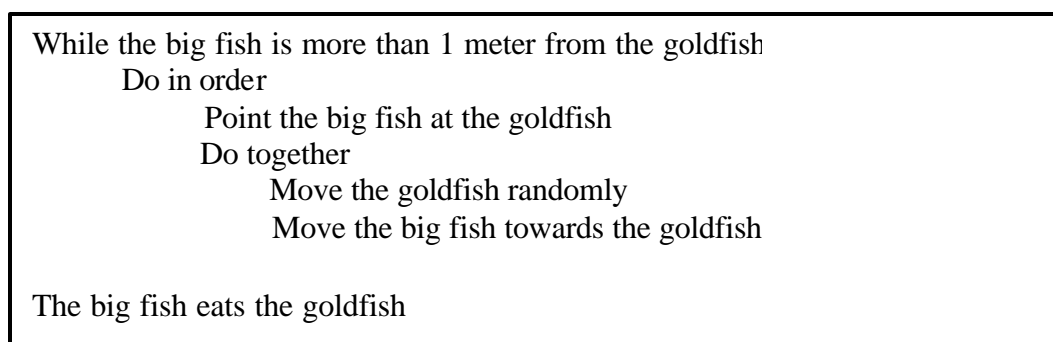 While the big fish is more than 1 meter from the goldfish
Do in order
Point the big fish at the goldfish
Do together
Move the goldfish randomly
Move the big fish towards the goldfish
The big fish eats the goldfish